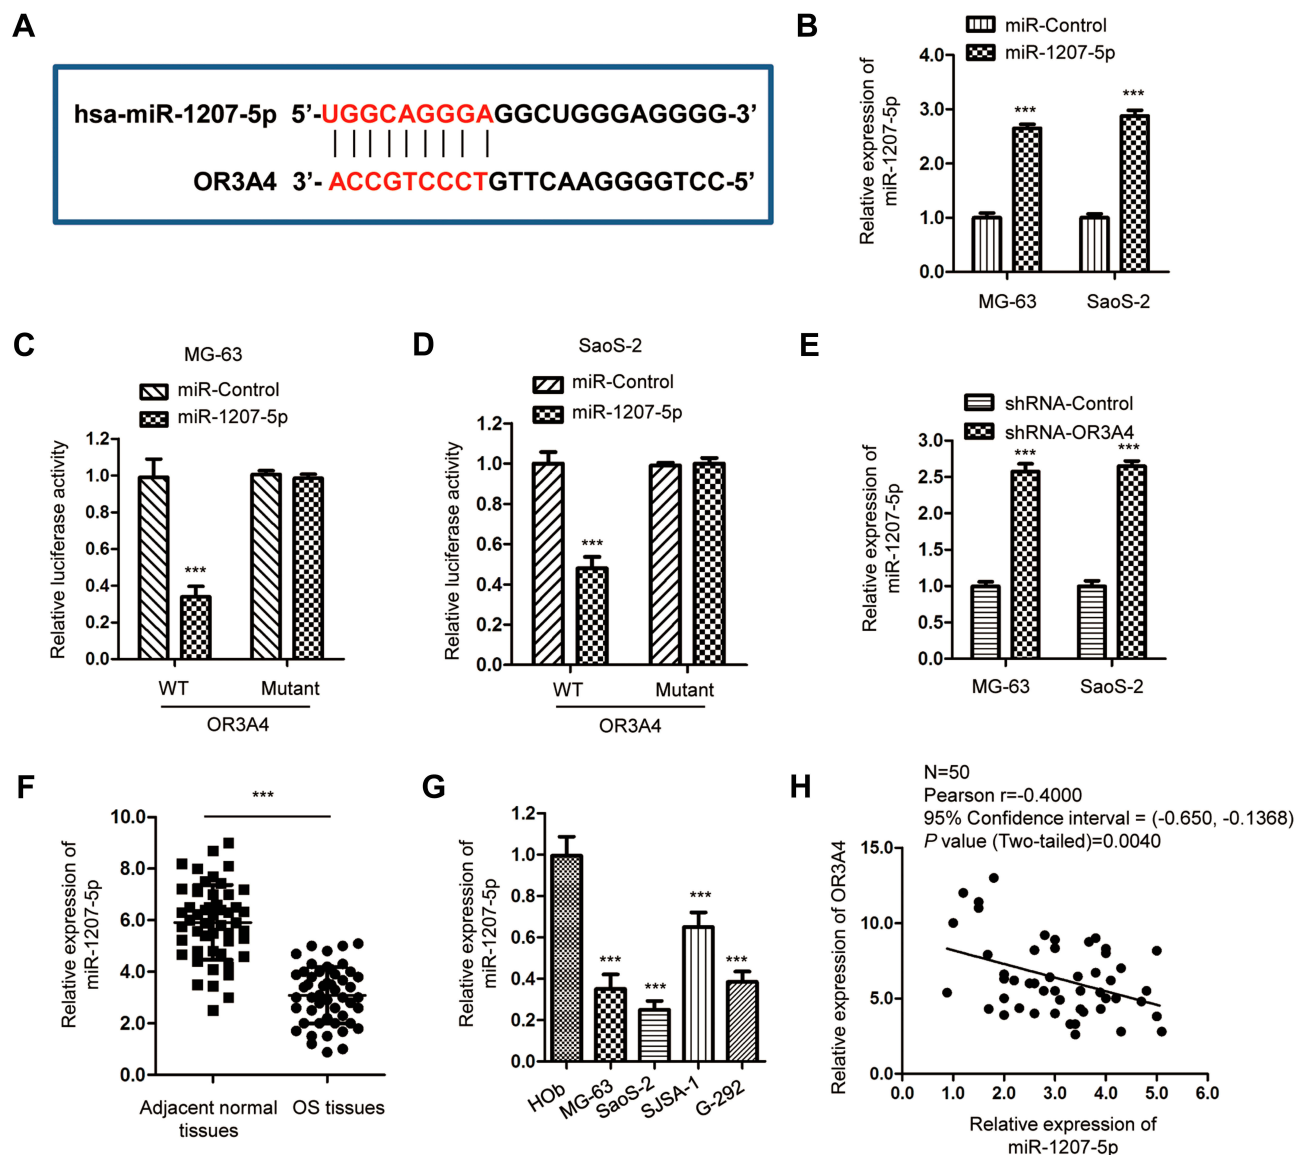 A
hsa-miR-1207-5p 5’-UGGCAGGGAGGCUGGGAGGGG-3’
OR3A4 3’- ACCGTCCCTGTTCAAGGGGTCC-5’
B
miR-Control
miR-1207-5p
Relative expression of
miR-1207-5p
4.0
3.0
2.0
1.0
0.0
***
***
MG-63 SaoS-2
C
MG-63
miR-Control
miR-1207-5p
Relative luciferase activity
1.2
1.0
0.8
0.6
0.4
0.2
0.0
***
WT Mutant
OR3A4
D
SaoS-2
miR-Control
miR-1207-5p
Relative luciferase activity
1.2
1.0
0.8
0.6
0.4
0.2
0.0
***
WT Mutant
OR3A4
E
shRNA-Control
shRNA-OR3A4
Relative expression of
miR-1207-5p
3.0
2.5
2.0
1.5
1.0
0.5
0.0
***
***
MG-63 SaoS-2
F
***
Relative expression of
miR-1207-5p
10.0
8.0
6.0
4.0
2.0
0.0
Adjacent normal
tissues
OS tissues
G
Relative expression of
miR-1207-5p
1.2
1.0
0.8
0.6
0.4
0.2
0.0
***
***
***
***
HOb
MG-63
SaoS-2
SJSA-1
G-292
H
N=50
Pearson r=-0.4000
95% Confidence interval = (-0.650, -0.1368)
P value (Two-tailed)=0.0040
Relative expression of OR3A4
15.0
10.0
5.0
0.0
0.0 1.0 2.0 3.0 4.0 5.0 6.0
Relative expression of
miR-1207-5p